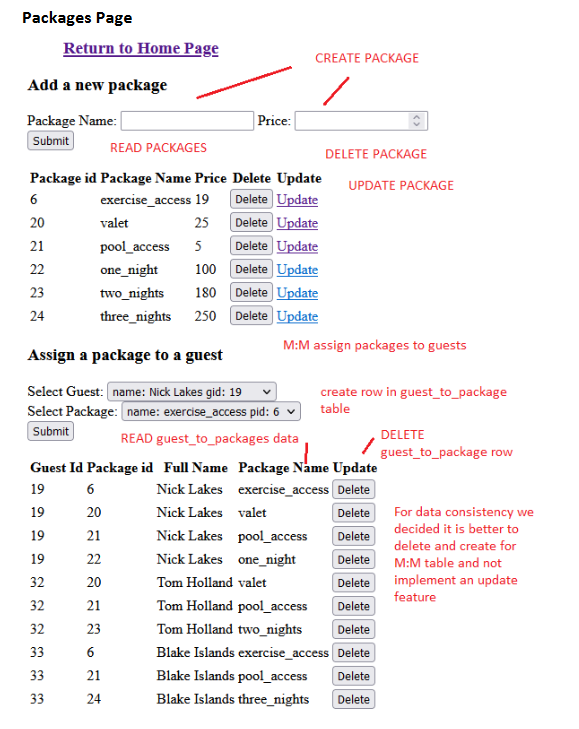 Packages Page
Return to Home Page
CREATE PACKAGE
Add a new package
Package Name: Price:
Submit
READ PACKAGES
DELETE PACKAGE
Package id Package Name Price Delete Update
UPDATE PACKAGE
6 exercise_access 19 Delete Update
20 valet 25 Delete Update
21 pool_access 5 Delete Update
22 one_night 100 Delete Update
23 two_nights 180 Delete Update
24 three_nights 250 Delete Update
M:M assign packages to guests
Assign a package to a guest
Select Guest: name: Nick Lakes gid: 19
Select Package: name: exercise_access pid: 6
create row in guest_to_package
table
Submit
READ guest_to_packages data
DELETE
guest_to_package row
Guest Id Package id Full Name Package Name Update
19 6 Nick Lakes exercise_access Delete
19 20 Nick Lakes valet Delete
19 21 Nick Lakes pool_access Delete
19 22 Nick Lakes one_night Delete
32 20 Tom Holland valet Delete
32 21 Tom Holland pool_access Delete
32 23 Tom Holland two_nights Delete
33 6 Blake Islands exercise_access Delete
33 21 Blake Islands pool_access Delete
33 24 Blake Islands three_nights Delete
For data consistency we
decided it is better to
delete and create for
M:M table and not
implement an update
feature